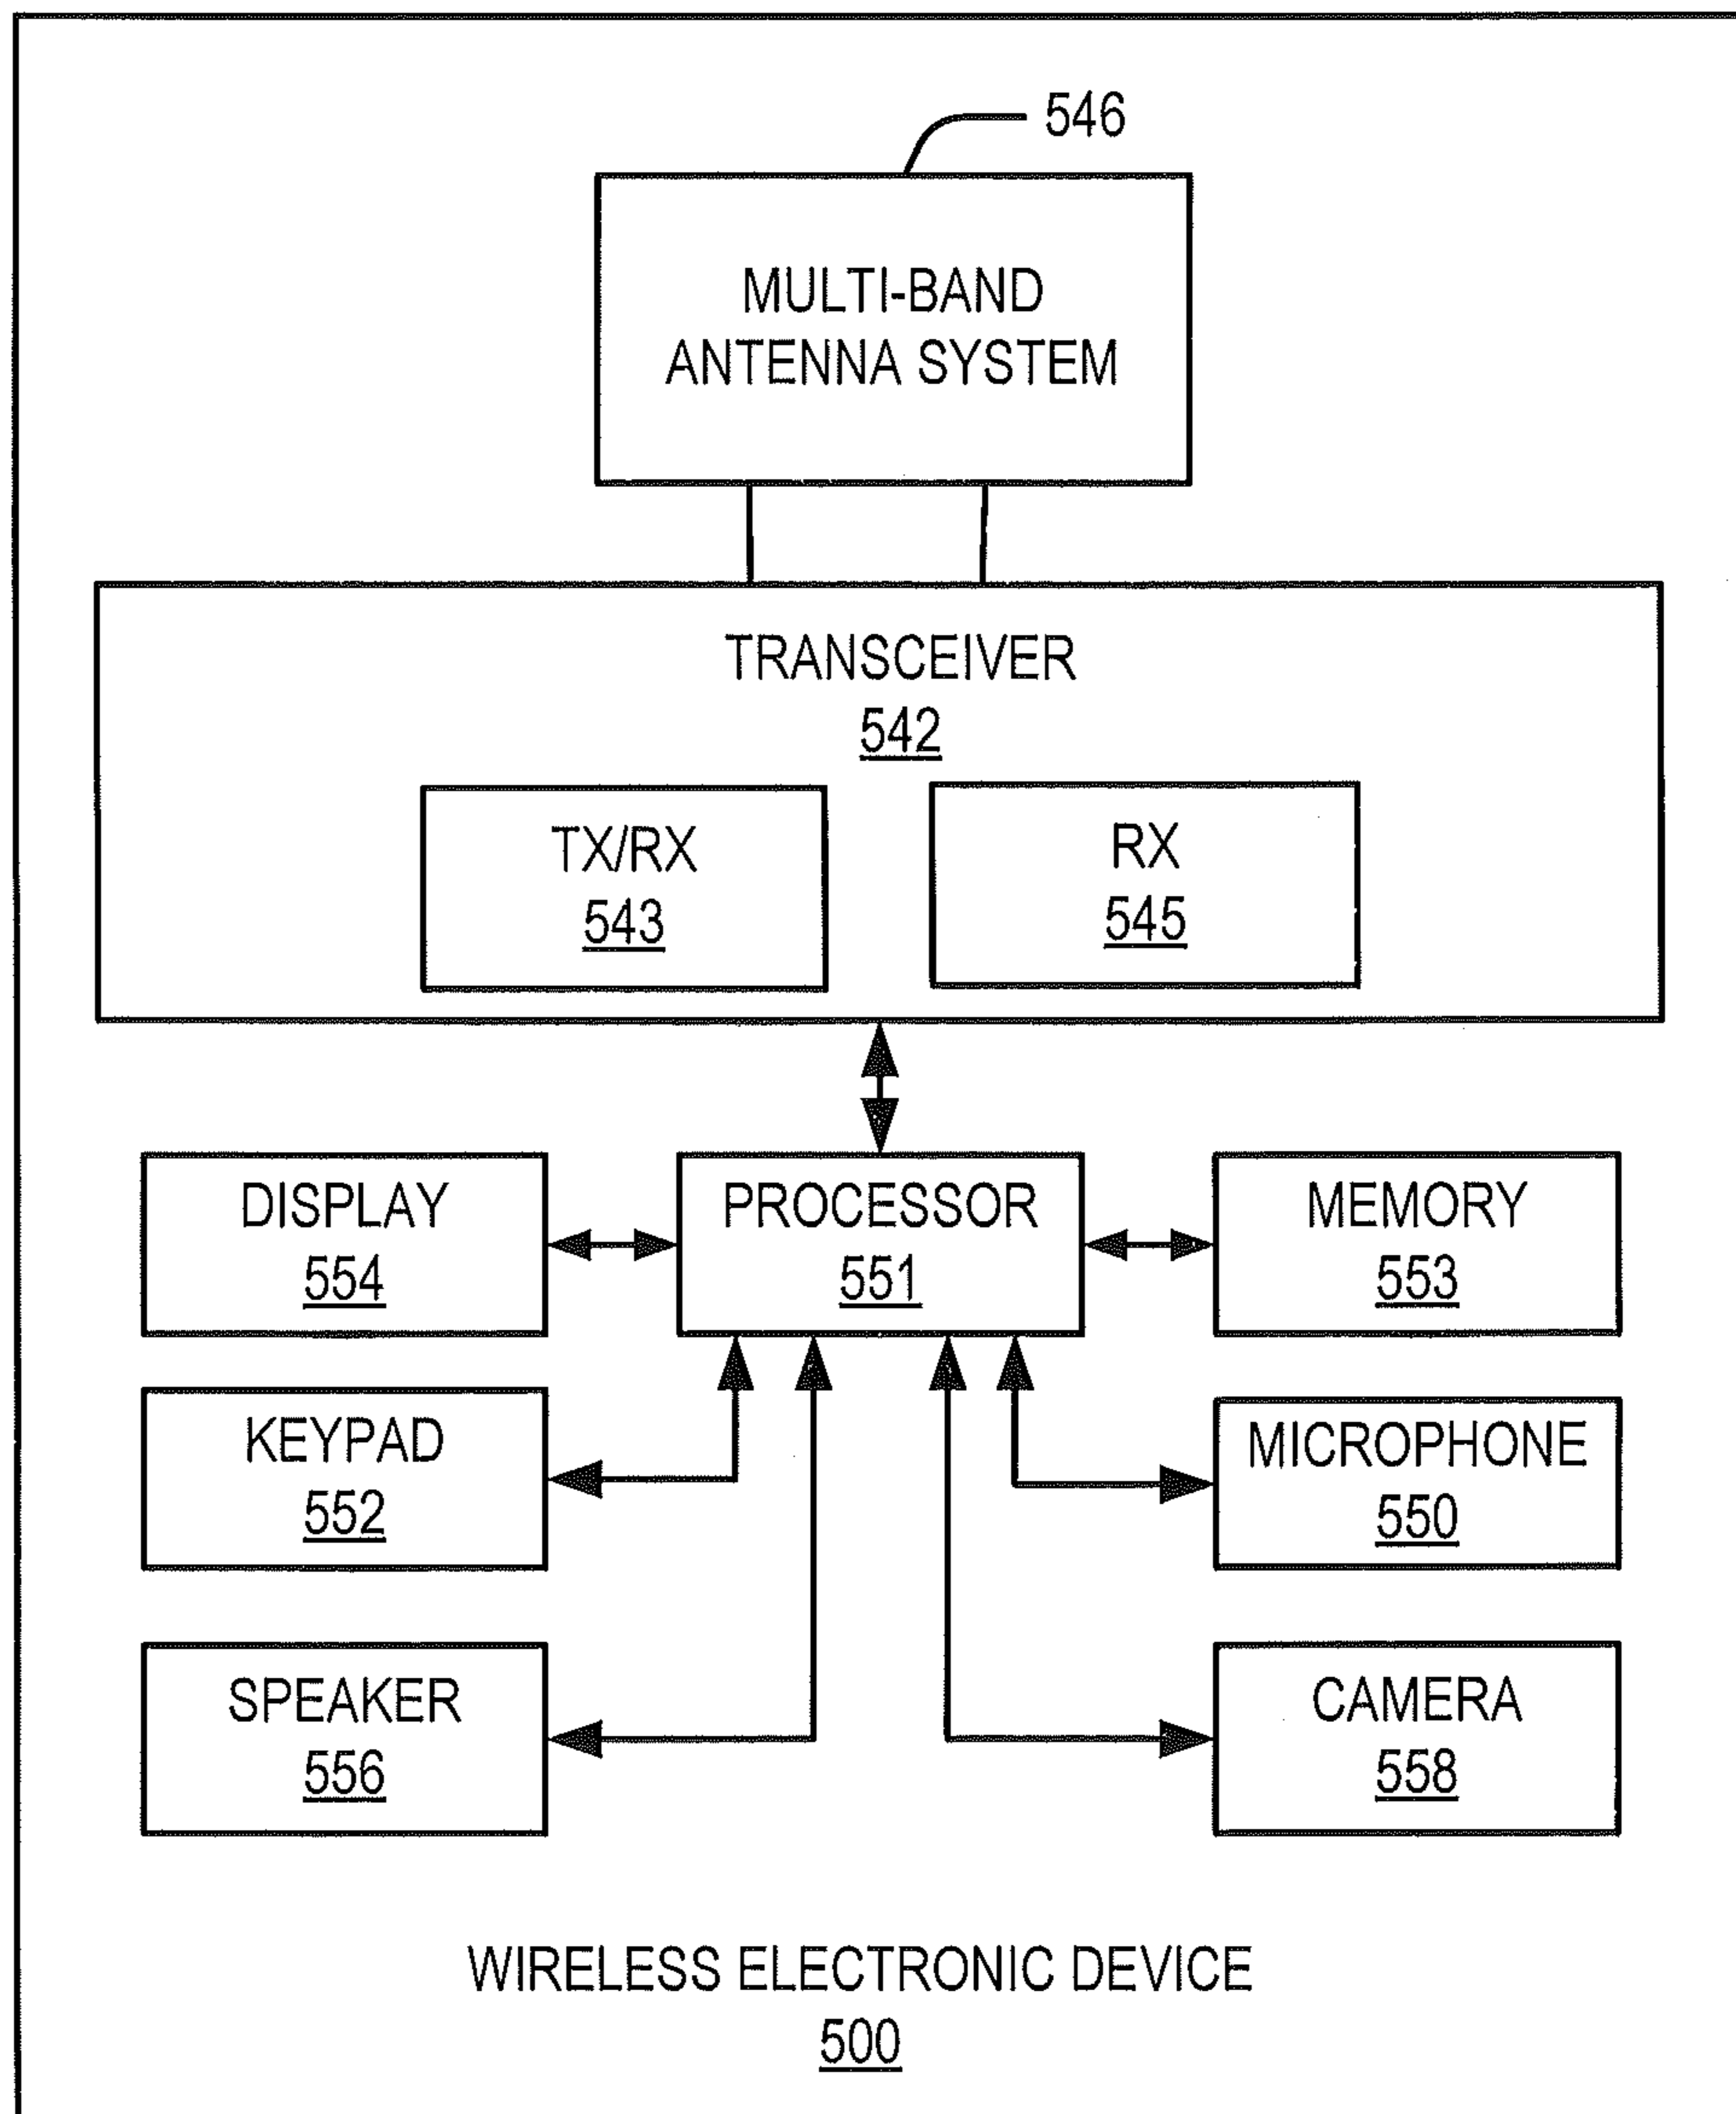 546
MULTI-BAND
ANTENNA SYSTEM
TRANSCEIVER
542
TX/RX
543
RX
545
DISPLAY
554
PROCESSOR
551
MEMORY
553
KEYPAD
552
MICROPHONE
550
SPEAKER
556
CAMERA
558
WIRELESS ELECTRONIC DEVICE
500